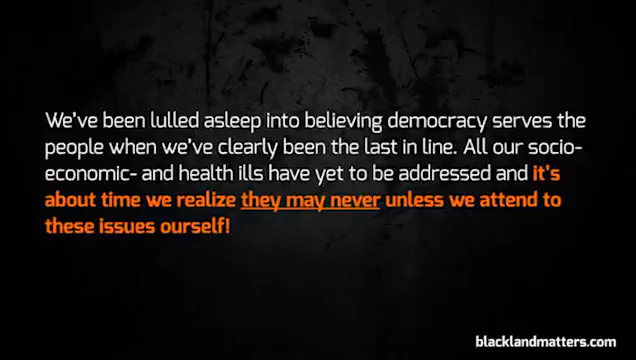 We've been lulled asleep into believing democracy serves the
people when we've clearly been the last in line. All our socio-
economic- and health ills have yet to be addressed and it's
about time we realize they may never unless we attend to
these issues ourself!
blacklandmatters.com